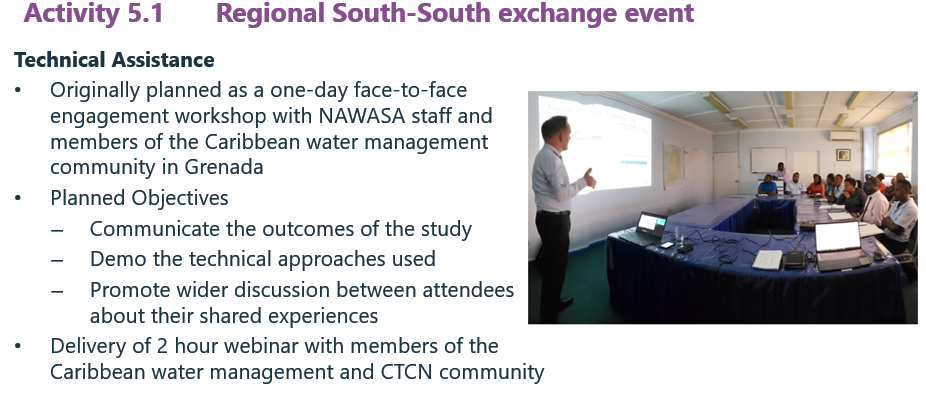 Activity 5.1 Regional South-South exchange event
Technical Assistance
• Originally planned as a one-day face-to-face
engagement workshop with NAWASA staff and
members of the Caribbean water management
community in Grenada
• Planned Objectives
– Communicate the outcomes of the study
– Demo the technical approaches used
– Promote wider discussion between attendees
about their shared experiences
• Delivery of 2 hour webinar with members of the
Caribbean water management and CTCN community